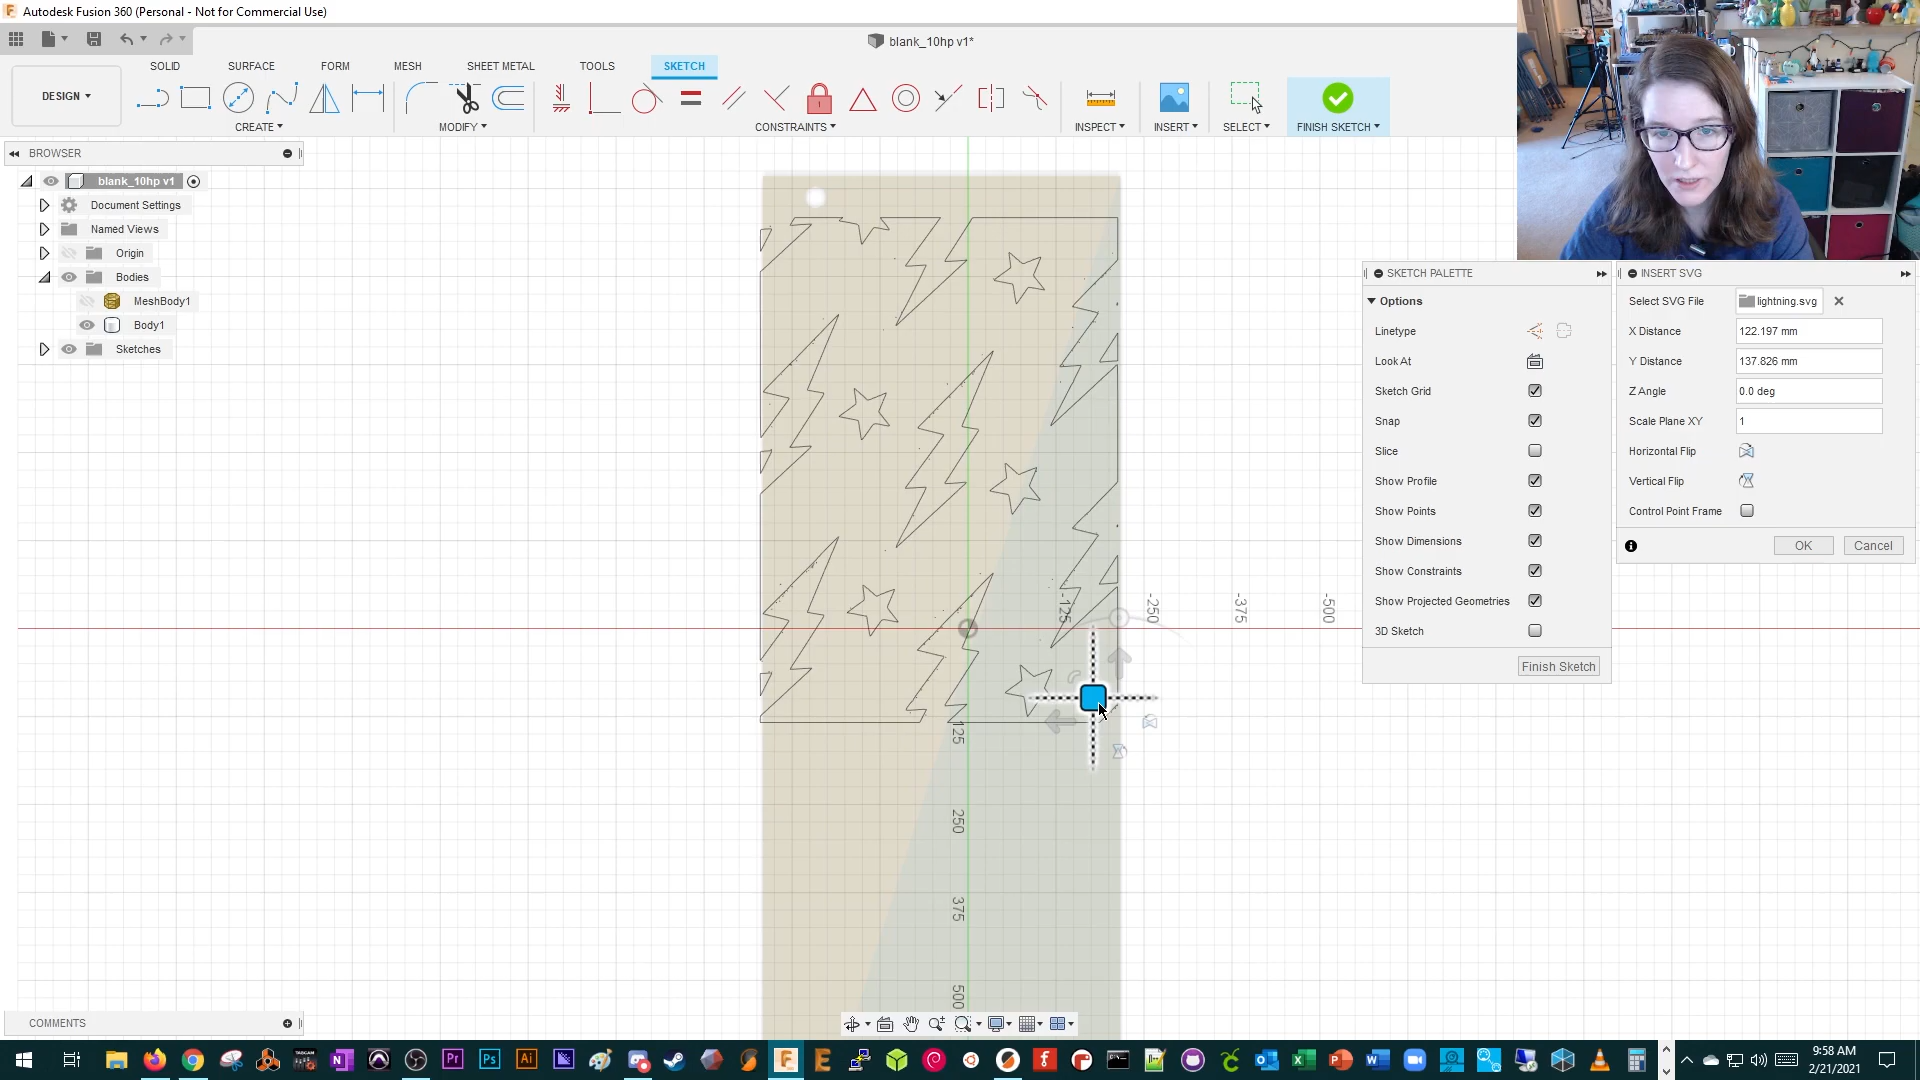 Autodesk Fusion 360 (Personal - Not for Commercial Use)
blank_10hp v1*
SOLID SURFACE FORM MESH SHEET METAL TOOLS SKETCH
DESIGN
CREATE MODIFY CONSTRAINTS INSPECT INSERT SELECT FINISH SKETCH
BROWSER
blank_10hp v1
Document Settings
Named Views
Origin
Bodies
MeshBody1
Body1
Sketches
SKETCH PALETTE
Options
Linetype
Look At
Sketch Grid
Snap
Slice
Show Profile
Show Points
Show Dimensions
Show Constraints
Show Projected Geometries
3D Sketch
Finish Sketch
INSERT SVG
Select SVG File lightning.svg
X Distance 122.197 mm
Y Distance 137.826 mm
Z Angle 0.0 deg
Scale Plane XY 1
Horizontal Flip
Vertical Flip
Control Point Frame
OK Cancel
-125
-250
-375
-500
125
250
375
500
COMMENTS
9:58 AM
2/21/2021